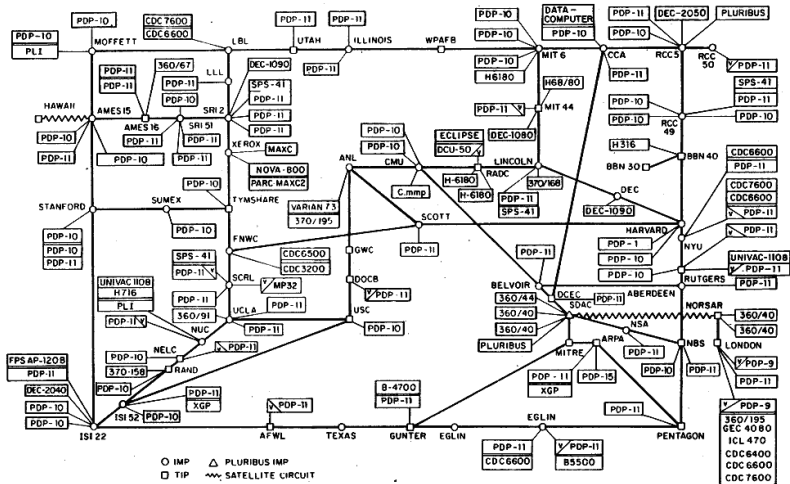 PDP-10
PLI
PDP-10
MOFFETT
CDC7600
CDC6600
LBL
PDP-11
UTAH
PDP-11
ILLINOIS
WPAFB
PDP-10
PDP-10
H6180
MIT 6
DATA-
COMPUTER
PDP-10
CCA
PDP-11
PDP-11
PDP-10
DEC-2050
PLURIBUS
RCC5
RCC
50
PDP-11
HAWAII
PDP-10
PDP-11
AMES15
PDP-10
PDP-11
PDP-11
360/67
AMES16
PDP-11
PDP-11
PDP-10
SRI 51
PDP-11
LLL
DEC-1090
SPS-41
PDP-11
PDP-11
PDP-11
SRI 2
XEROX
MAXC
NOVA-800
PARC-MAXC2
PDP-11
H68/80
MIT 44
DEC-1080
SPS-41
PDP-11
PDP-10
PDP-10
RCC
49
H316
BBN 30
BBN 40
ANL
VARIAN 73
370/195
PDP-10
PDP-10
CMU
C.mmp
ECLIPSE
DCU-50
H-6180
RADC
H-6180
LINCOLN
370/168
PDP-11
SPS-41
DEC
DEC-1090
CDC6600
PDP-11
CDC7600
CDC6600
PDP-11
PDP-11
HARVARD
PDP-1
PDP-10
PDP-10
NYU
STANFORD
PDP-10
PDP-10
PDP-11
SUMEX
PDP-10
PDP-10
TYMSHARE
FNWC
CDC6500
CDC3200
SCOTT
PDP-11
GWC
DOCB
PDP-11
SPS-41
PDP-11
SCRL
MP32
PDP-11
360/91
UCLA
PDP-11
PDP-11
USC
PDP-10
UNIVAC 1108
H716
PLI
PDP-11
NUC
PDP-11
NELC
PDP-10
370-158
RAND
PDP-10
PDP-11
BELVOIR
360/44
360/40
360/40
PLURIBUS
DCEC
SDAC
PDP-11
ABERDEEN
UNIVAC-1108
PDP-11
PDP-11
RUTGERS
NORSAR
360/40
360/40
LONDON
PDP-9
PDP-11
NSA
PDP-11
NBS
PDP-10
PDP-11
MITRE
ARPA
PDP-11
XGP
PDP-15
FPS AP-120B
PDP-11
DEC-2040
PDP-10
PDP-10
ISI 22
ISI 52
PDP-11
XGP
PDP-10
PDP-11
AFWL
TEXAS
B-4700
PDP-11
GUNTER
EGLIN
EGLIN
PDP-11
CDC6600
PDP-11
B5500
PDP-11
PENTAGON
PDP-9
360/195
GEC 4080
ICL 470
CDC6400
CDC6600
CDC7600
IMP
PLURIBUS IMP
TIP
SATELLITE CIRCUIT